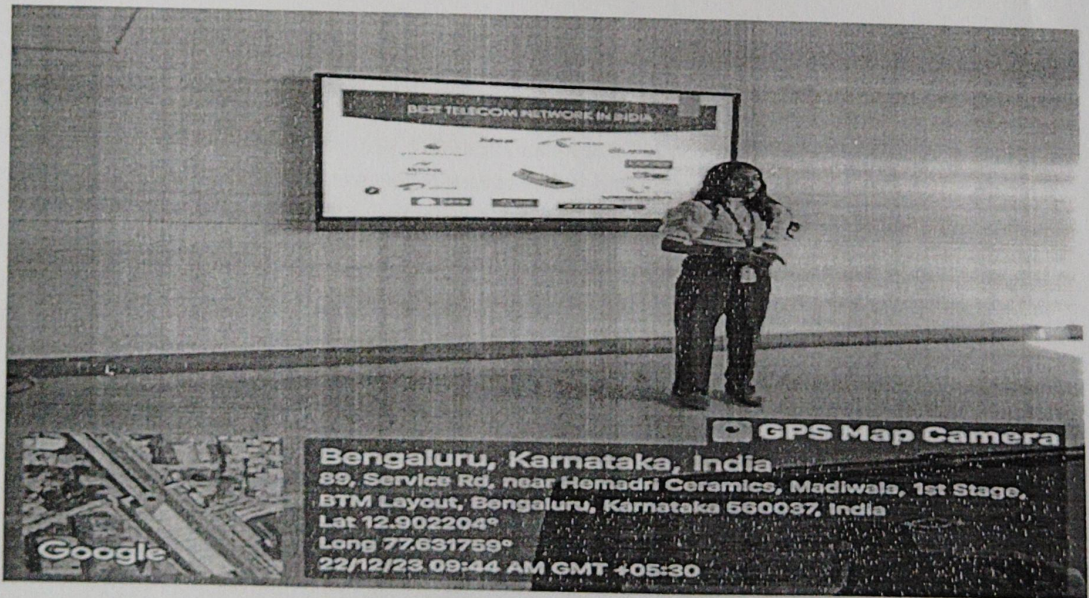 BEST TELECOM NETWORK IN INDIA
GPS Map Camera
Bengaluru, Karnataka, India
89, Service Rd, near Hemadri Ceramics, Madiwala, 1st Stage,
BTM Layout, Bengaluru, Karnataka 560037, India
Lat 12.902204°
Long 77.631759°
22/12/23 09:44 AM GMT +05:30
Google